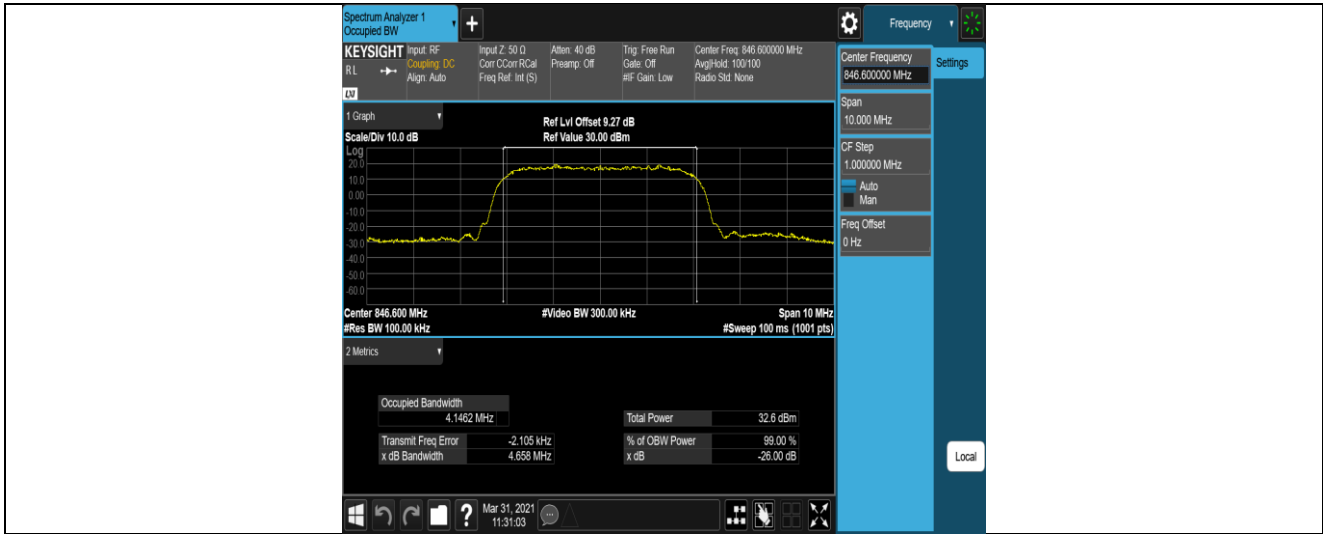 Spectrum Analyzer 1
Occupied BW
+
Frequency
KEYSIGHT
RL
LXI
Input: RF
Coupling: DC
Align: Auto
Input Z: 50 Ω
Corr CCorr RCal
Freq Ref: Int (S)
Atten: 40 dB
Preamp: Off
Trig: Free Run
Gate: Off
#IF Gain: Low
Center Freq: 846.600000 MHz
Avg|Hold: 100/100
Radio Std: None
Center Frequency
846.600000 MHz
Settings
Span
10.000 MHz
CF Step
1.000000 MHz
Auto
Man
Freq Offset
0 Hz
1 Graph
Scale/Div 10.0 dB
Ref Lvl Offset 9.27 dB
Ref Value 30.00 dBm
Log
20.0
10.0
0.00
-10.0
-20.0
-30.0
-40.0
-50.0
-60.0
Center 846.600 MHz
#Video BW 300.00 kHz
Span 10 MHz
#Res BW 100.00 kHz
#Sweep 100 ms (1001 pts)
2 Metrics
Occupied Bandwidth
4.1462 MHz
Total Power 32.6 dBm
Transmit Freq Error -2.105 kHz
% of OBW Power 99.00 %
x dB Bandwidth 4.658 MHz
x dB -26.00 dB
Local
?
Mar 31, 2021
11:31:03